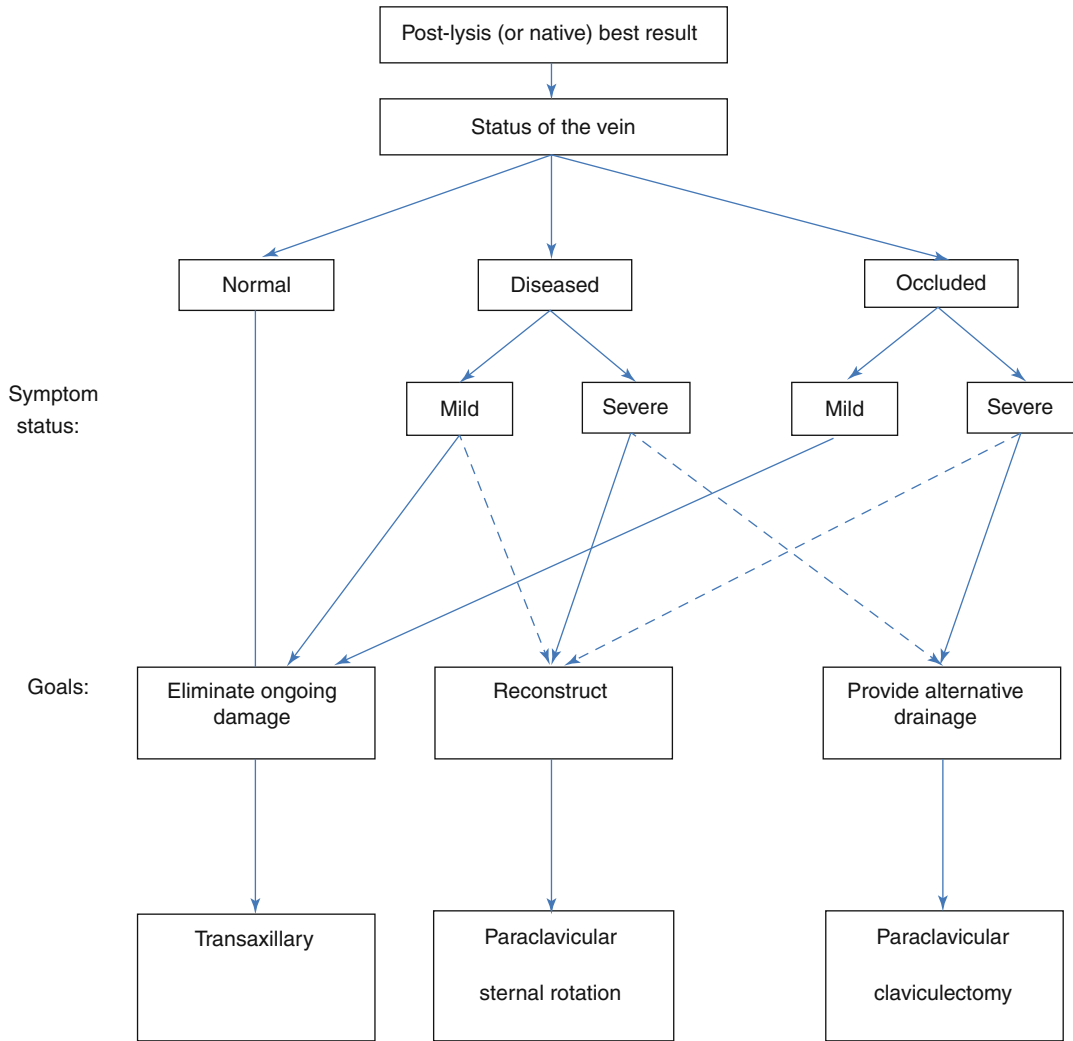 Post-lysis (or native) best result
Status of the vein
Normal
Diseased
Occluded
Symptom
status:
Mild
Severe
Mild
Severe
Goals:
Eliminate ongoing
damage
Reconstruct
Provide alternative
drainage
Transaxillary
Paraclavicular
sternal rotation
Paraclavicular
claviculectomy